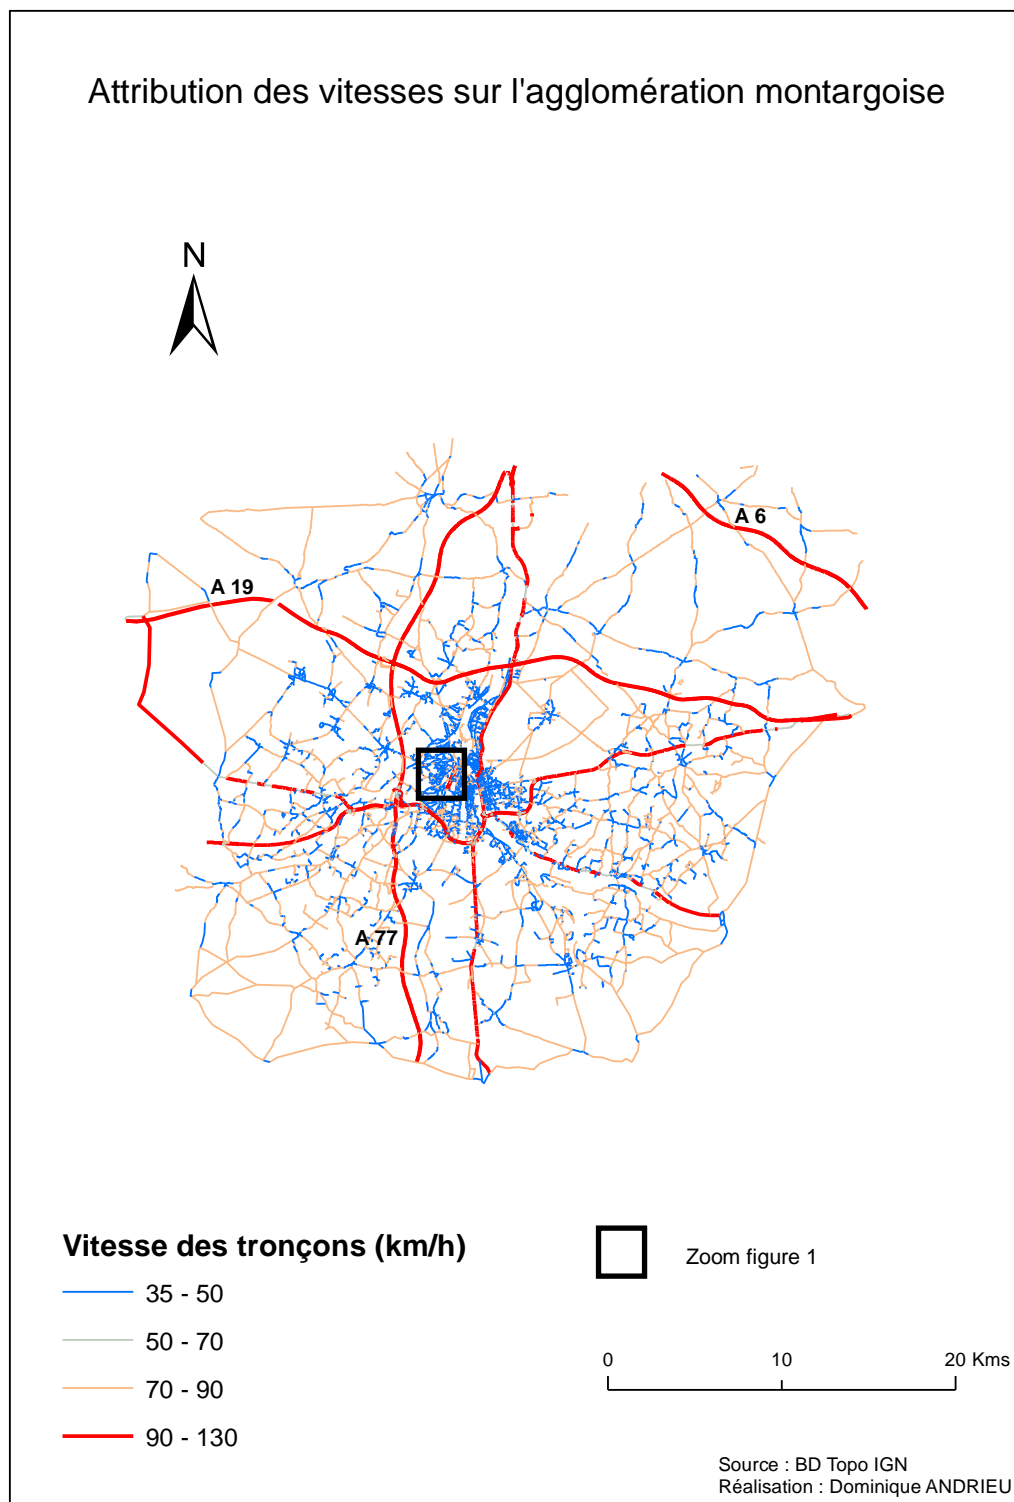 Attribution des vitesses sur l'agglomération montargoise
N
A 6
A 19
A 77
Vitesse des tronçons (km/h)
35 - 50
50 - 70
70 - 90
90 - 130
Zoom figure 1
0 10 20 Kms
Source : BD Topo IGN
Réalisation : Dominique ANDRIEU